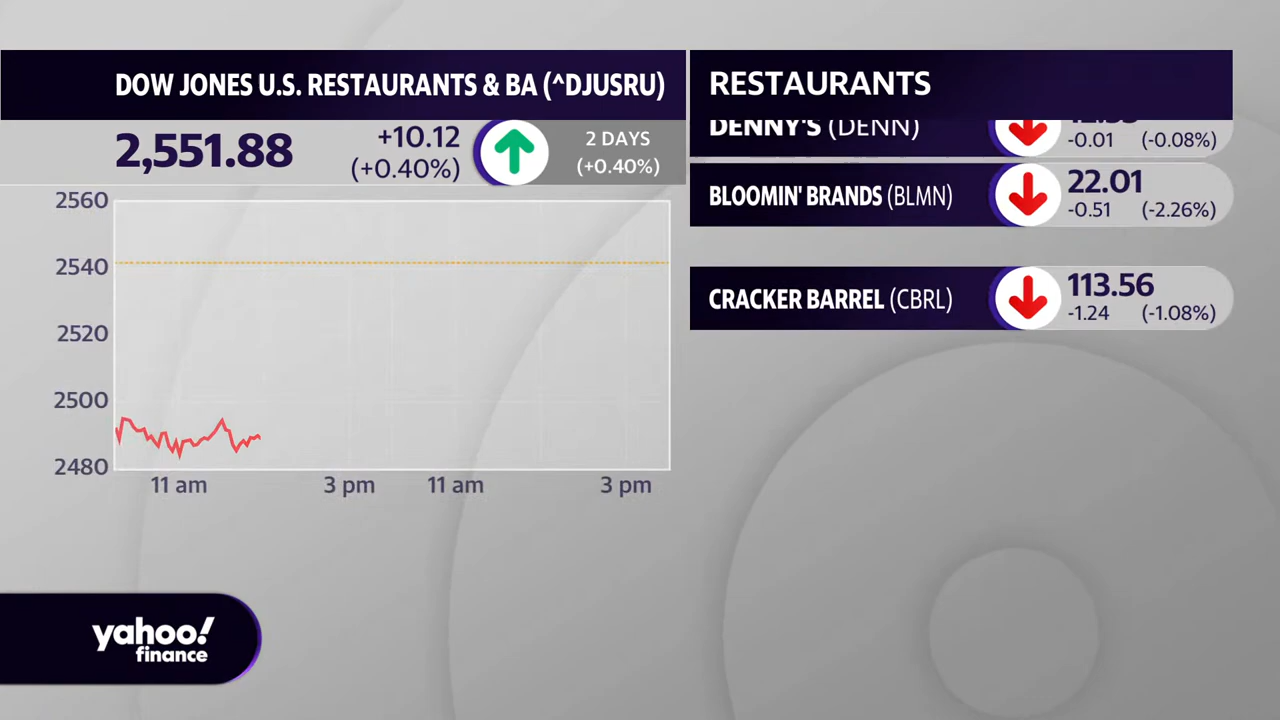 DOW JONES U.S. RESTAURANTS & BA (^DJUSRU)
2,551.88
+10.12
(+0.40%)
2 DAYS
(+0.40%)
2560
2540
2520
2500
2480
11 am
3 pm
11 am
3 pm
RESTAURANTS
DENNY'S (DENN)
-0.01 (-0.08%)
BLOOMIN' BRANDS (BLMN)
22.01
-0.51 (-2.26%)
CRACKER BARREL (CBRL)
113.56
-1.24 (-1.08%)
yahoo!
finance